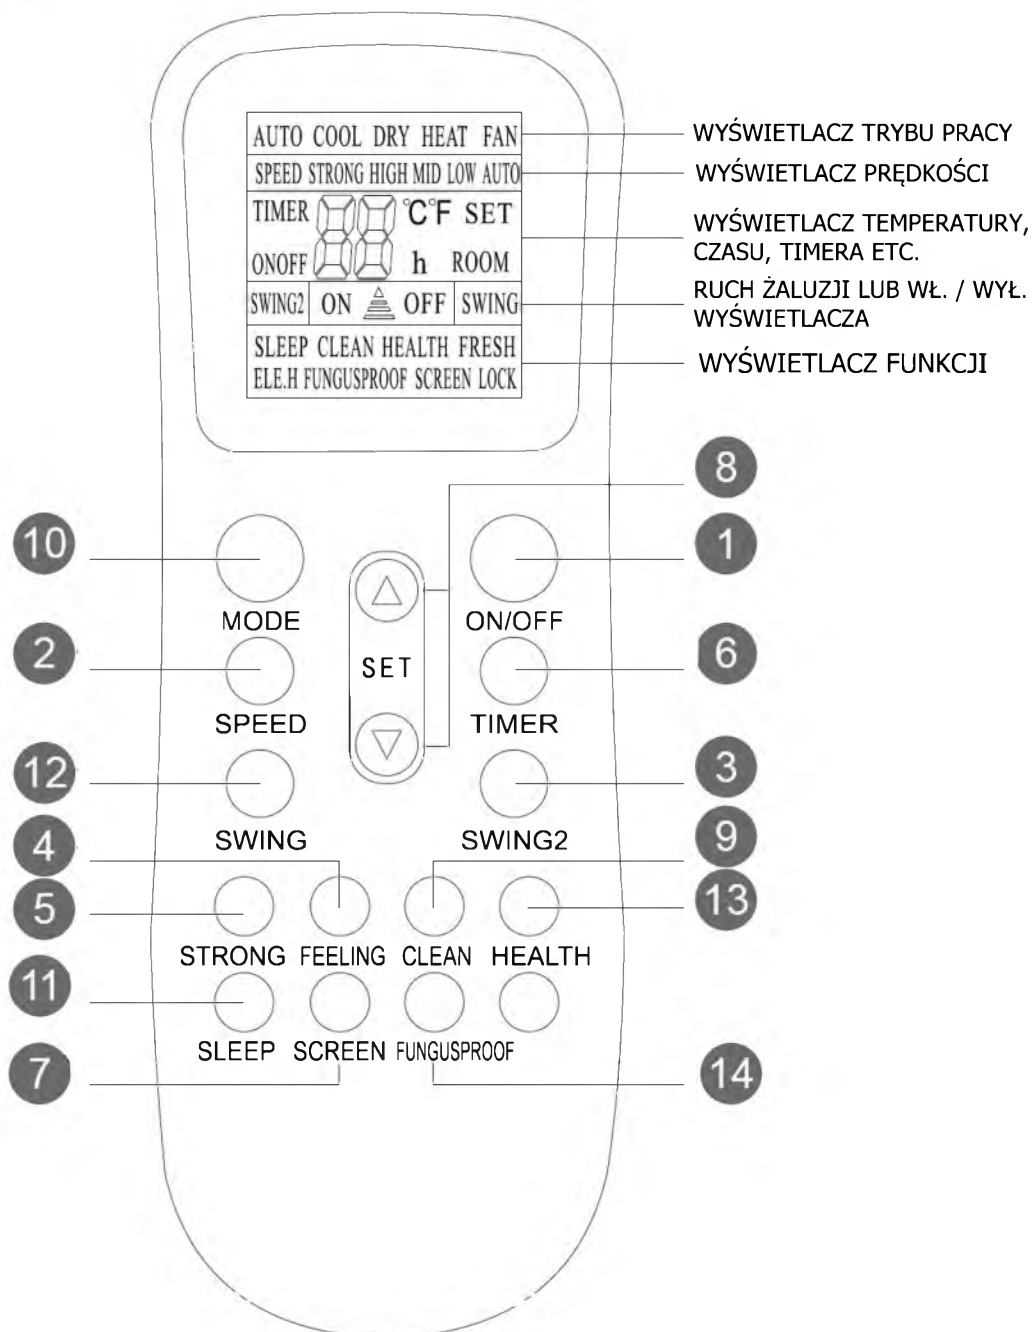 AUTO COOL DRY HEAT FAN
WYŚWIETLACZ TRYBU PRACY
SPEED STRONG HIGH MID LOW AUTO
WYŚWIETLACZ PRĘDKOŚCI
TIMER 88 °C°F SET
ONOFF h ROOM
WYŚWIETLACZ TEMPERATURY,
CZASU, TIMERA ETC.
SWING2 ON OFF SWING
RUCH ŻALUZJI LUB WŁ. / WYŁ.
WYŚWIETLACZA
SLEEP CLEAN HEALTH FRESH
ELE.H FUNGUSPROOF SCREEN LOCK
WYŚWIETLACZ FUNKCJI
8
10
1
MODE
ON/OFF
2
SET
6
SPEED
TIMER
12
3
SWING
SWING2
4
9
5
13
STRONG FEELING CLEAN HEALTH
11
SLEEP SCREEN FUNGUSPROOF
7
14